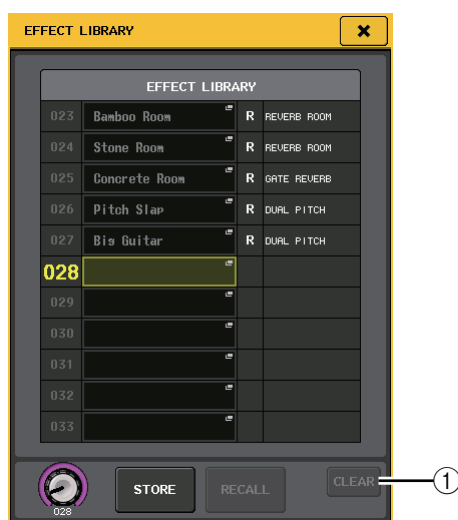 EFFECT LIBRARY
EFFECT LIBRARY
023 Bamboo Room R REVERB ROOM
024 Stone Room R REVERB ROOM
025 Concrete Room R GATE REVERB
026 Pitch Slap R DUAL PITCH
027 Big Guitar R DUAL PITCH
028
029
030
031
032
033
STORE RECALL CLEAR ①
028